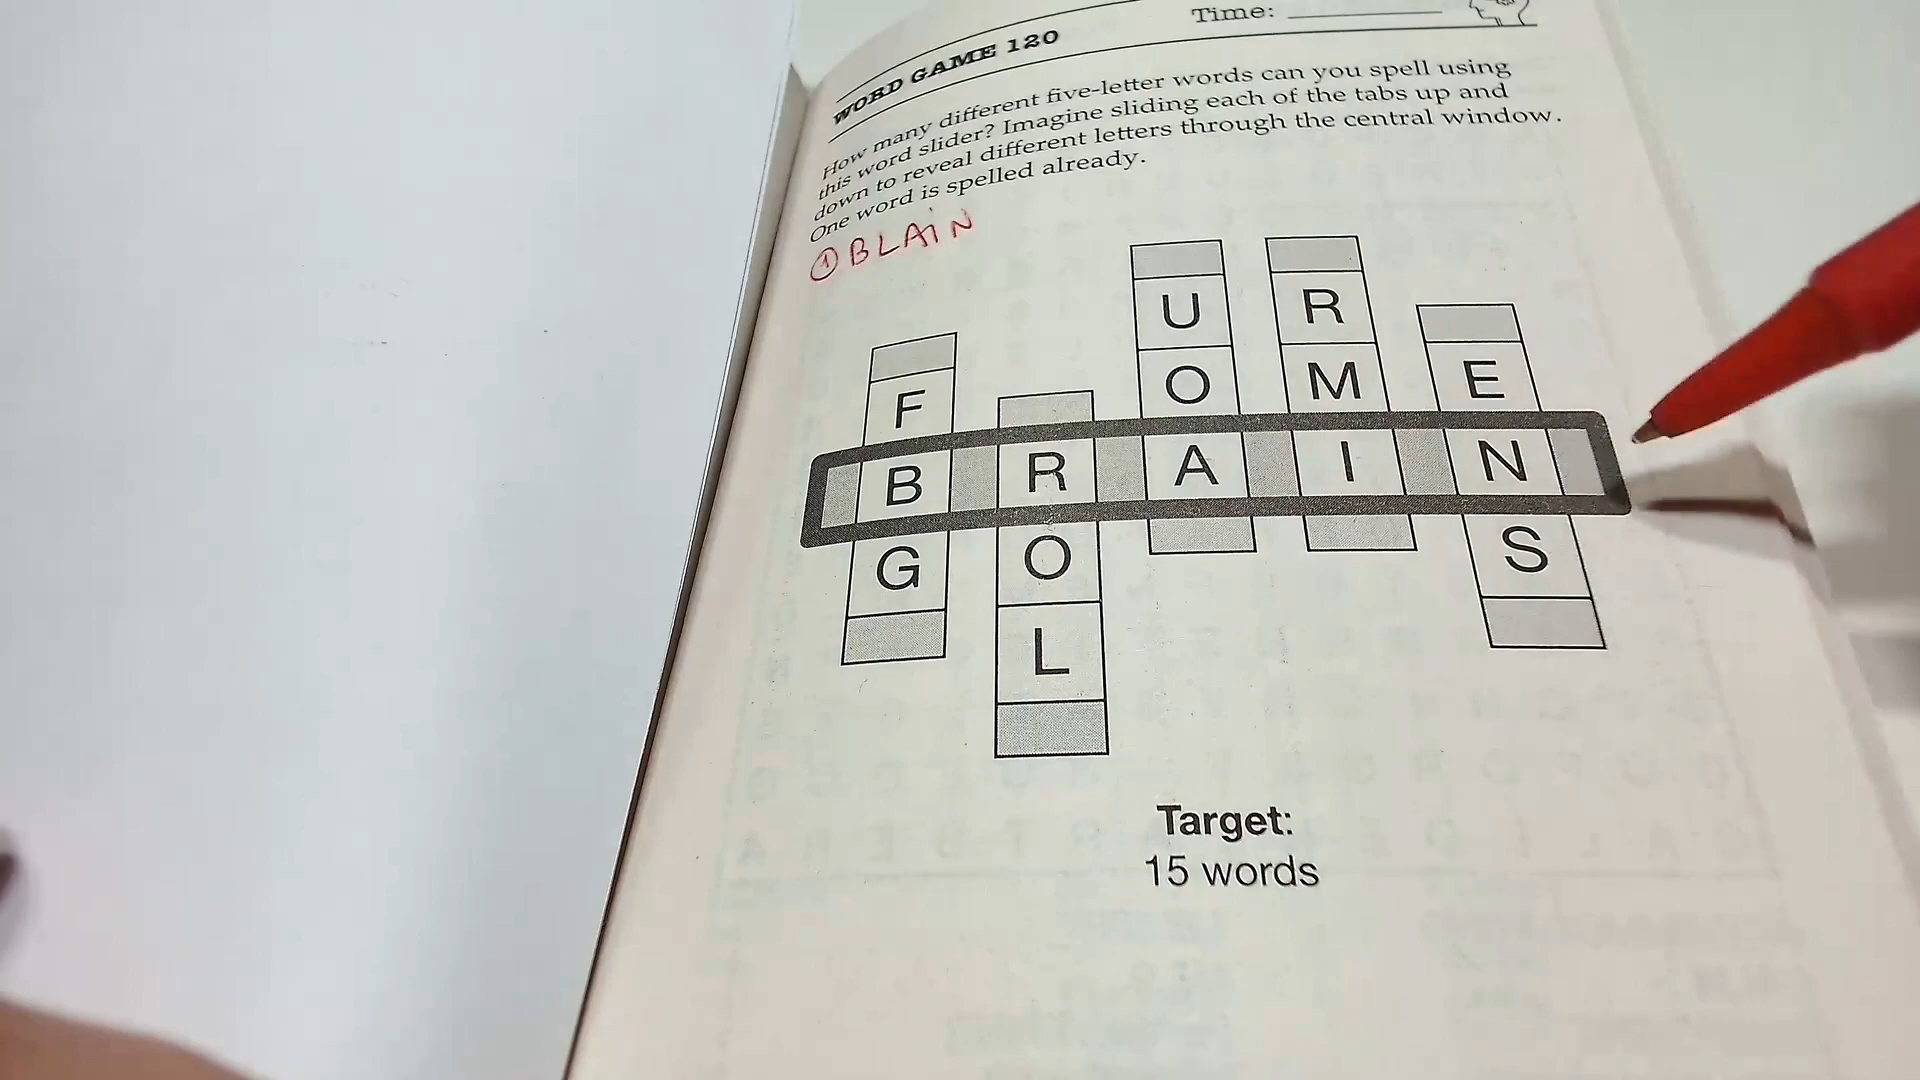 Time:
WORD GAME 120
How many different five-letter words can you spell using
this word slider? Imagine sliding each of the tabs up and
down to reveal different letters through the central window.
One word is spelled already.
1 BLAIN
U R
F O M E
B R A I N
G O S
L
Target:
15 words